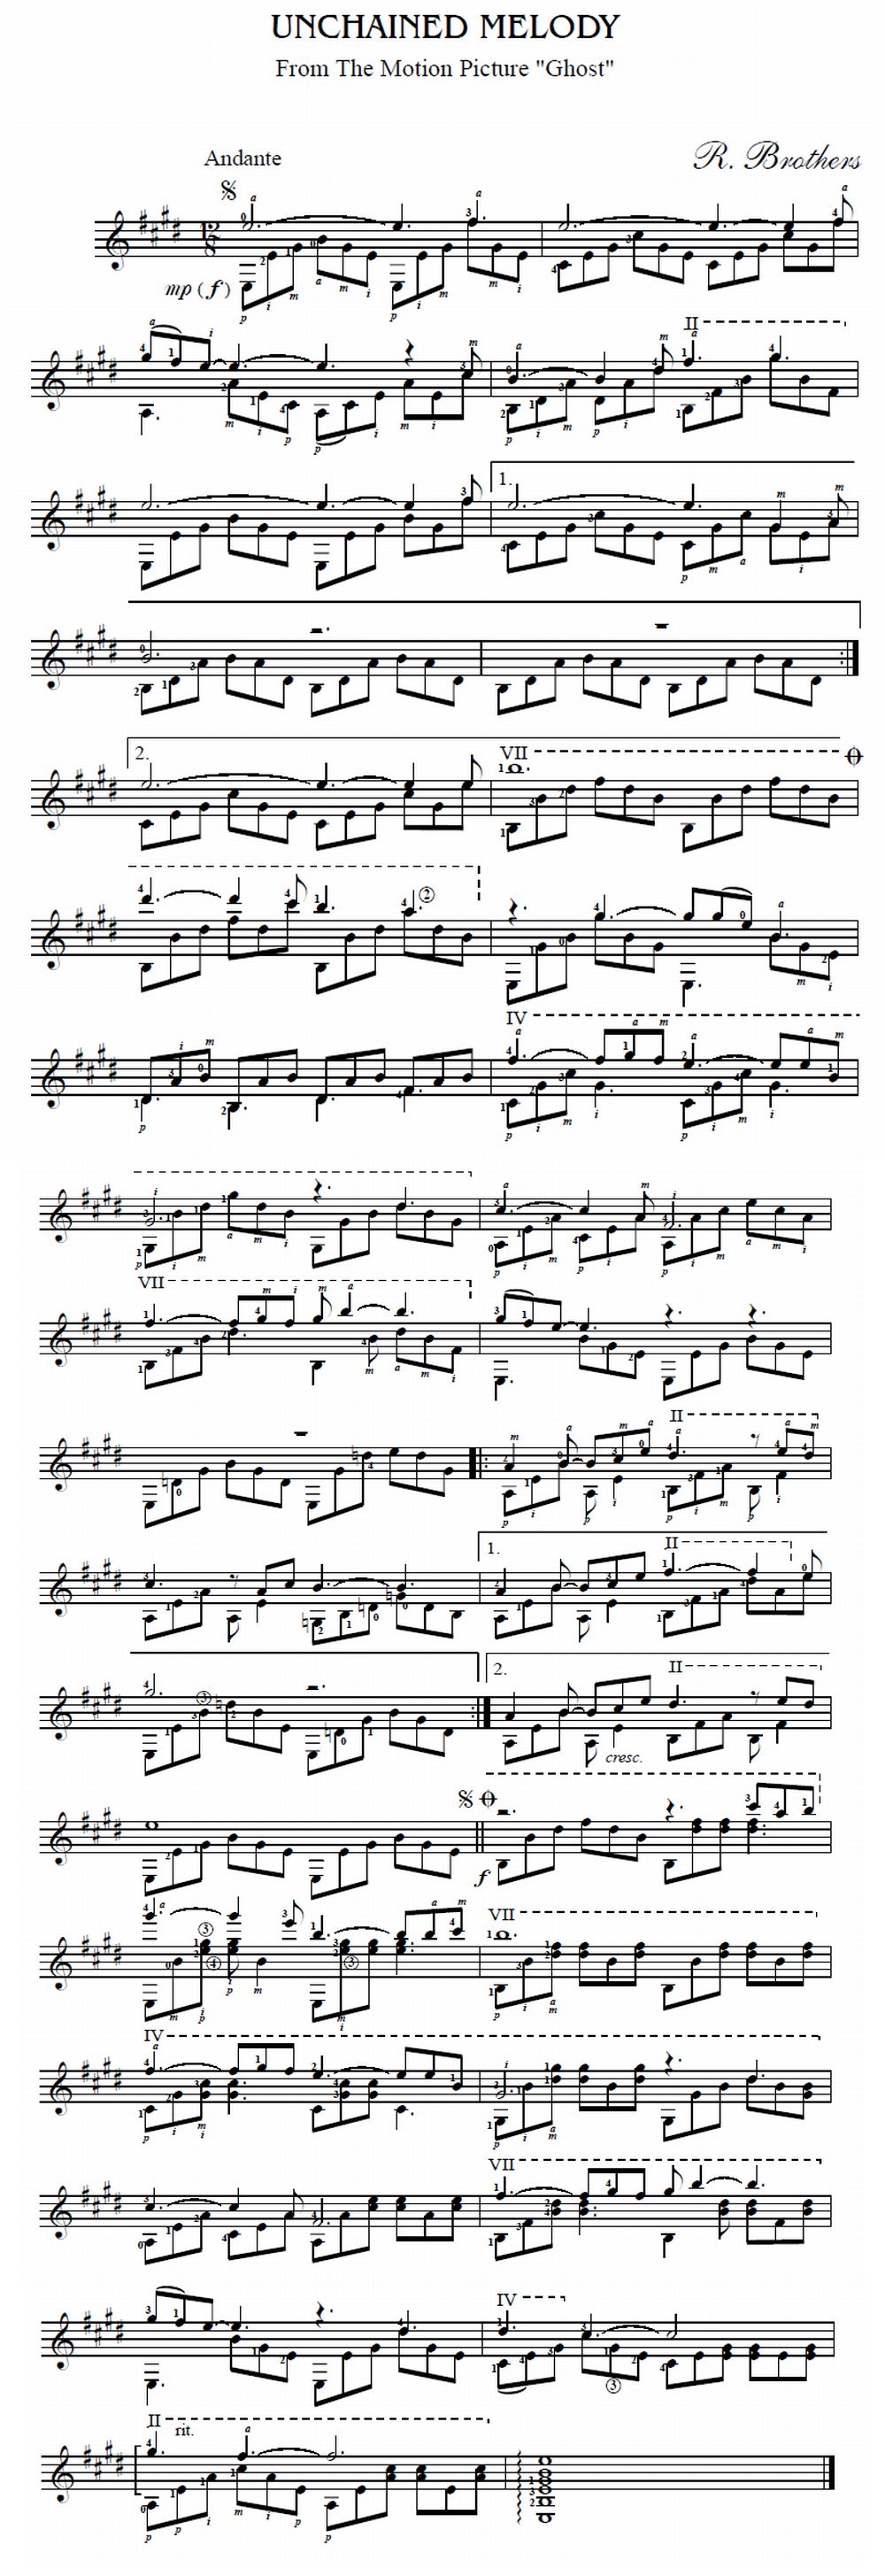 UNCHAINED MELODY
From The Motion Picture "Ghost"
Andante
R. Brothers
mp (f)
II
1.
2.
VII
IV
VII
II
1.
II
2.
II
cresc.
f
VII
IV
VII
IV
II
rit.